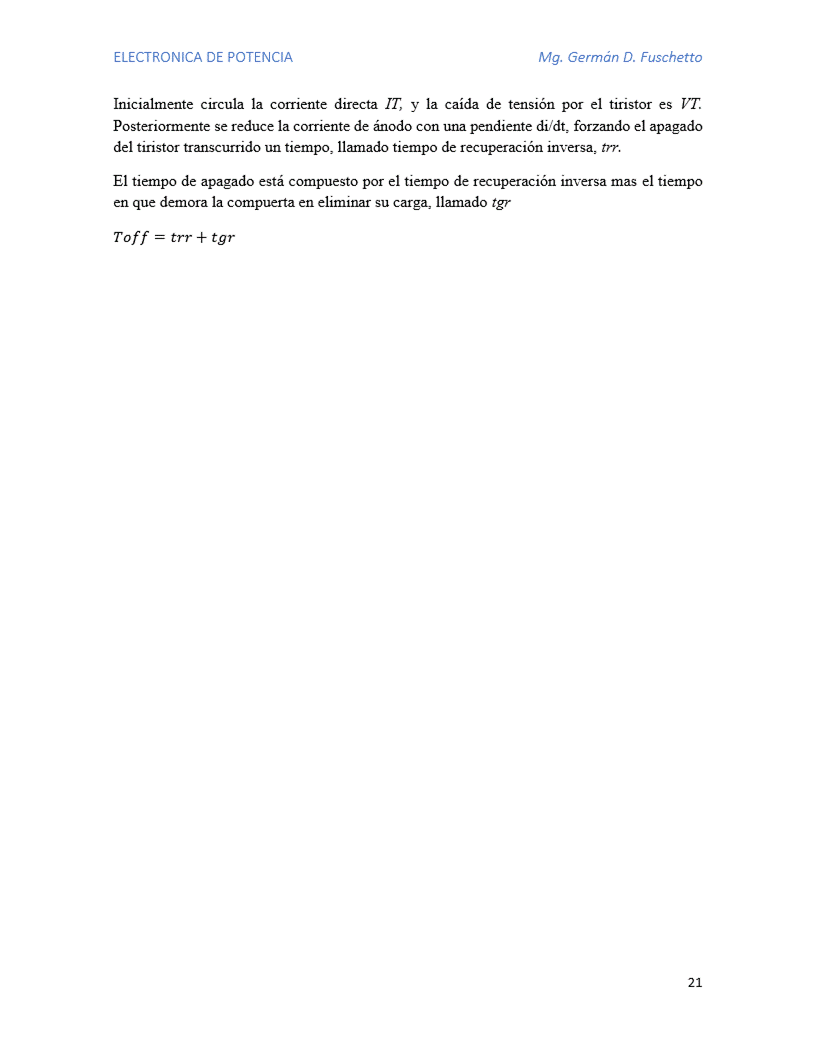 ELECTRONICA DE POTENCIA Mg. Germán D. Fuschetto
Inicialmente circula la corriente directa IT, y la caída de tensión por el tiristor es VT.
Posteriormente se reduce la corriente de ánodo con una pendiente di/dt, forzando el apagado
del tiristor transcurrido un tiempo, llamado tiempo de recuperación inversa, trr.
El tiempo de apagado está compuesto por el tiempo de recuperación inversa mas el tiempo
en que demora la compuerta en eliminar su carga, llamado tgr
Toff = trr + tgr
21